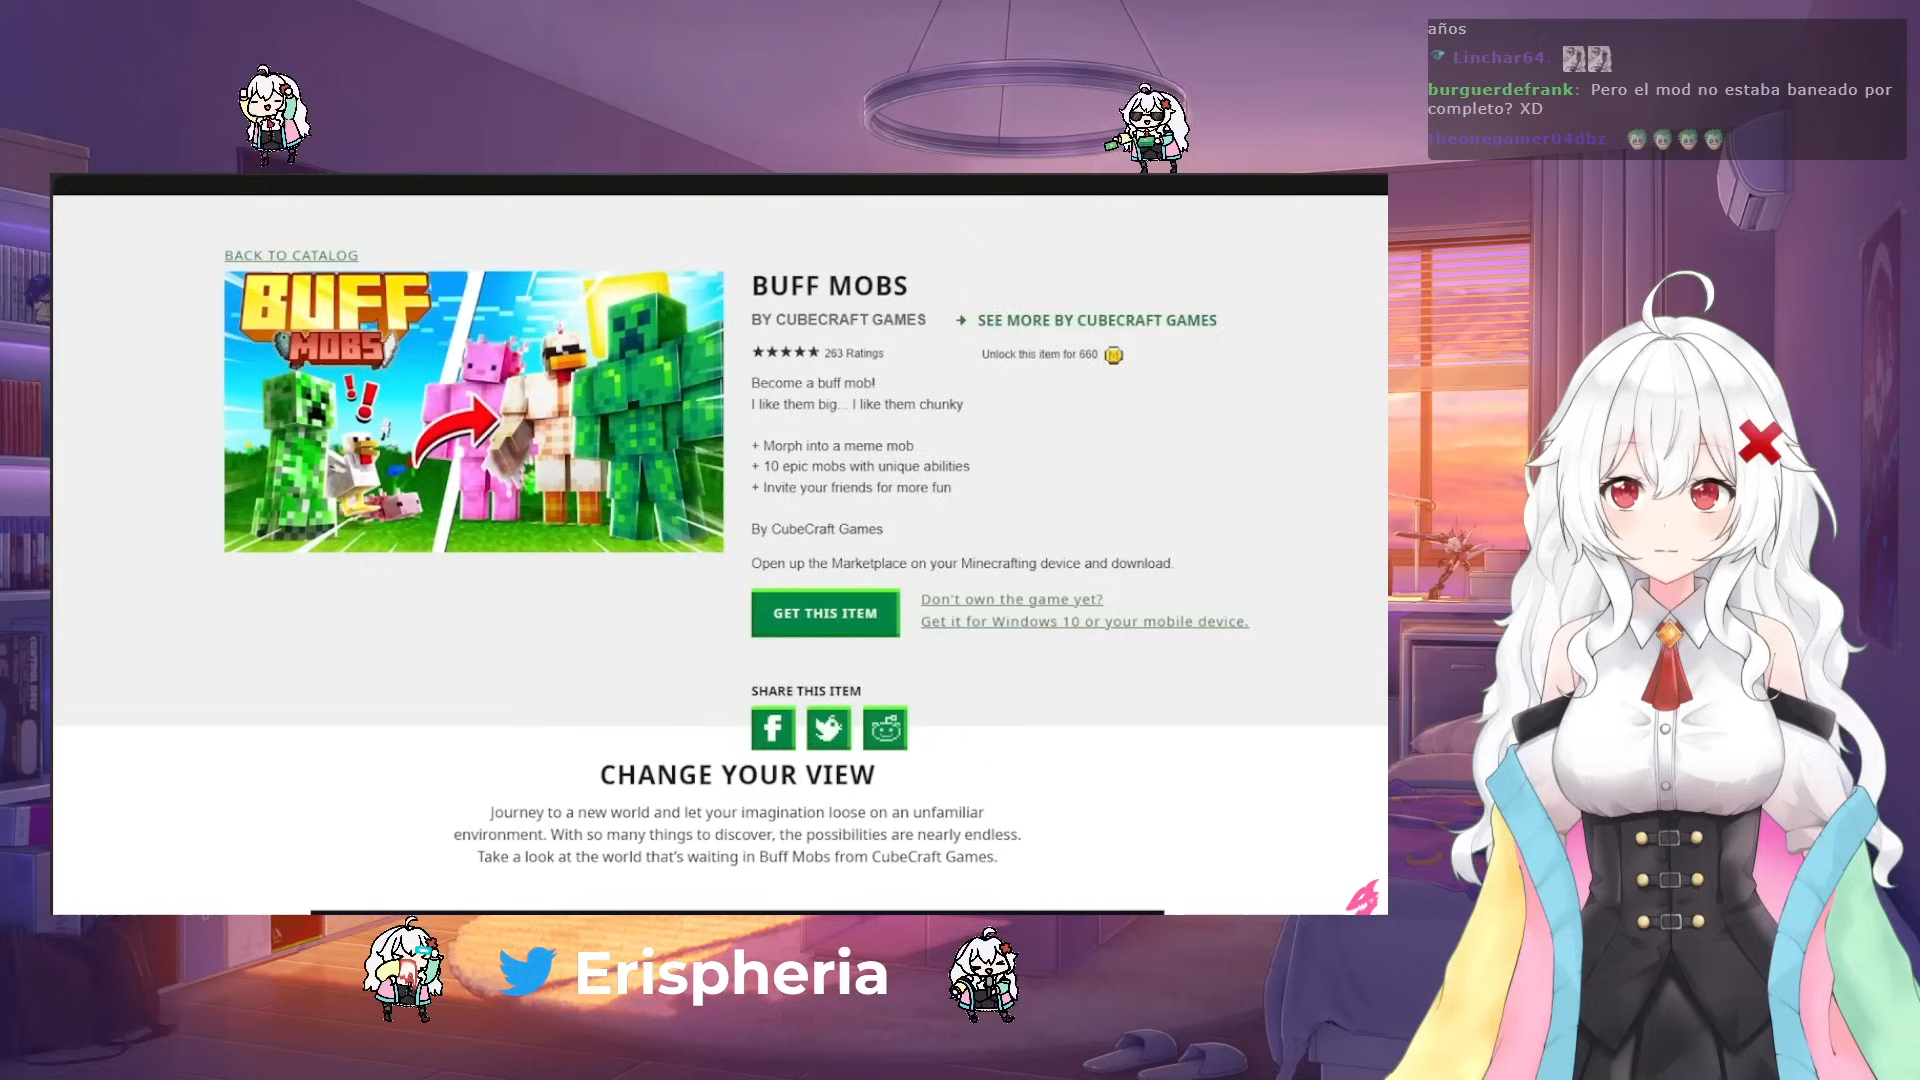 años
Linchar64:
burguerdefrank: Pero el mod no estaba baneado por
completo? XD
theonegamer04dbz
BACK TO CATALOG
BUFF
MOBS
!!
BUFF MOBS
BY CUBECRAFT GAMES
SEE MORE BY CUBECRAFT GAMES
263 Ratings
Unlock this item for 660
Become a buff mob!
I like them big... I like them chunky
+ Morph into a meme mob
+ 10 epic mobs with unique abilities
+ Invite your friends for more fun
By CubeCraft Games
Open up the Marketplace on your Minecrafting device and download.
GET THIS ITEM
Don't own the game yet?
Get it for Windows 10 or your mobile device.
SHARE THIS ITEM
CHANGE YOUR VIEW
Journey to a new world and let your imagination loose on an unfamiliar
environment. With so many things to discover, the possibilities are nearly endless.
Take a look at the world that's waiting in Buff Mobs from CubeCraft Games.
Erispheria